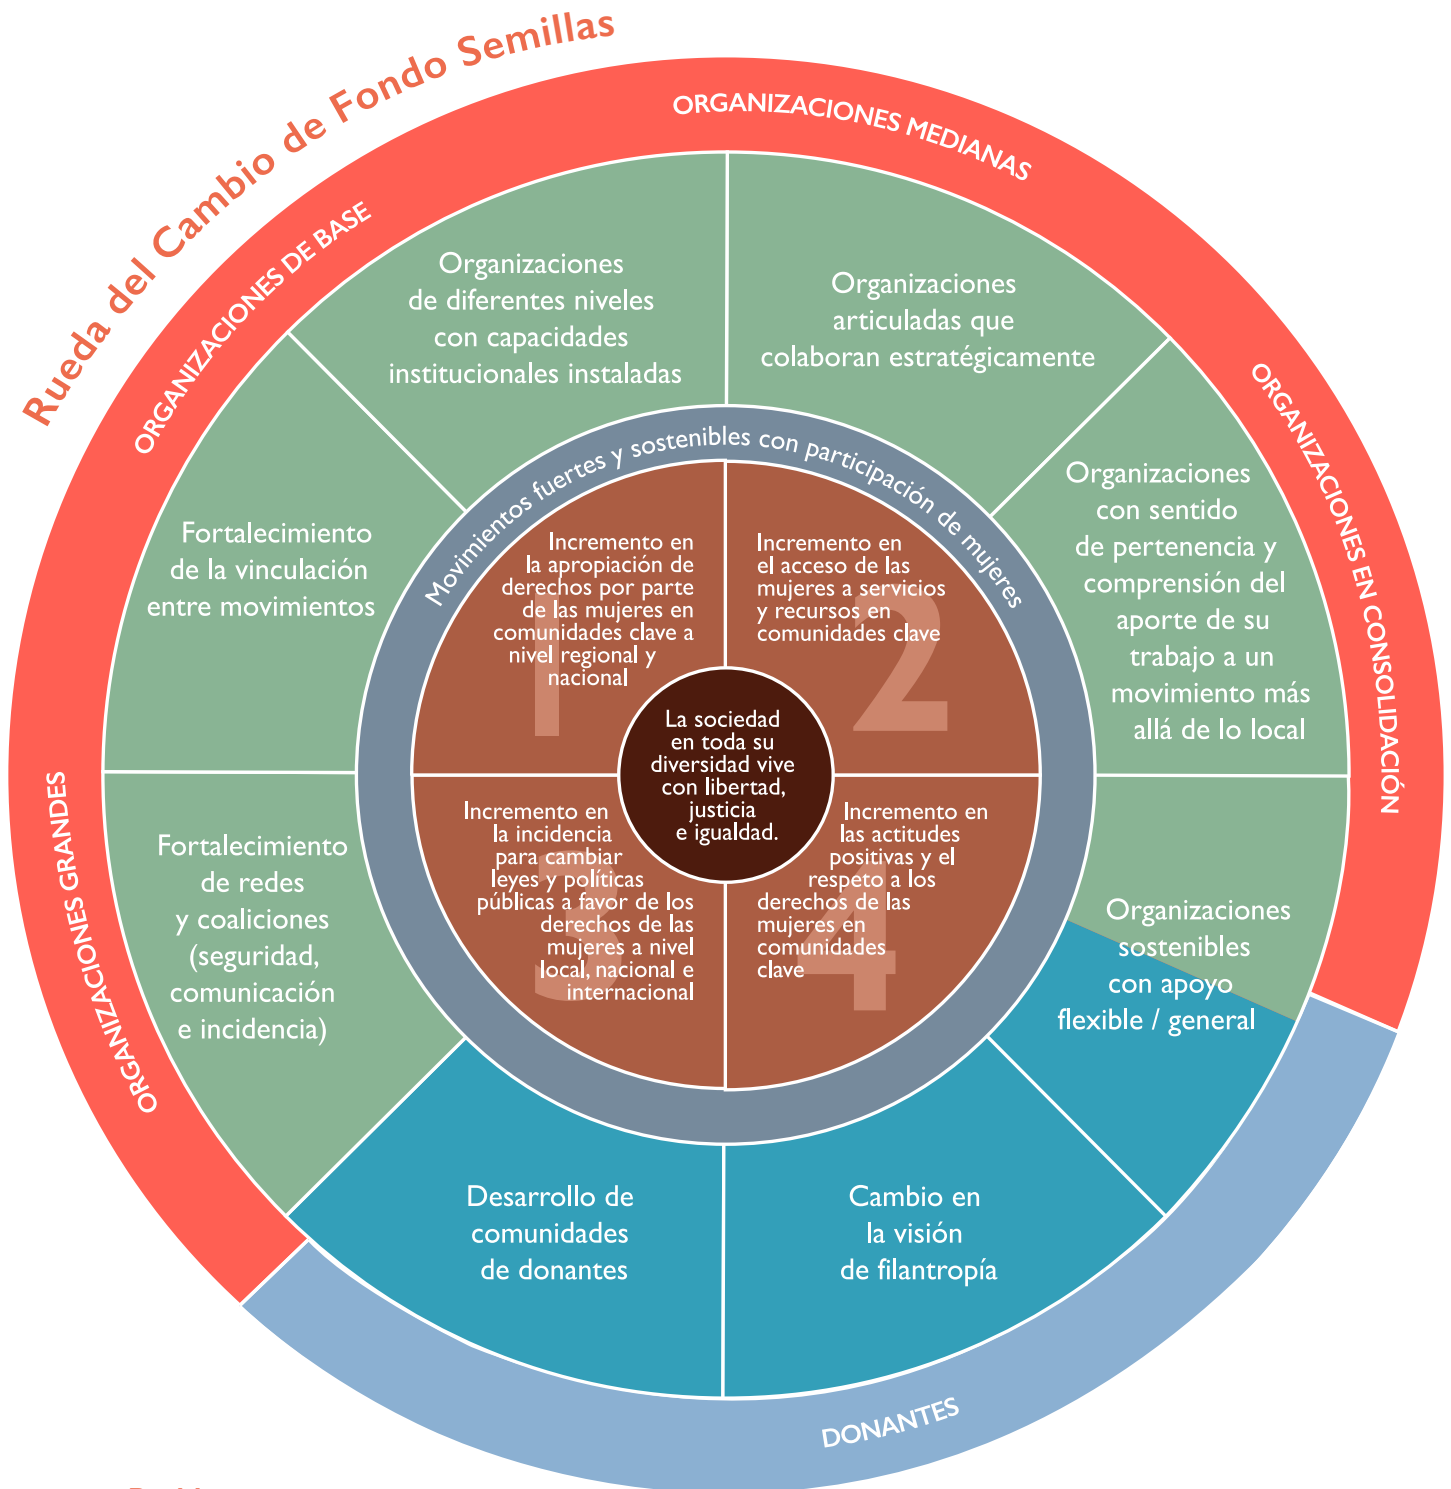 Rueda del Cambio de Fondo Semillas
ORGANIZACIONES DE BASE
ORGANIZACIONES MEDIANAS
ORGANIZACIONES EN CONSOLIDACIÓN
ORGANIZACIONES GRANDES
DONANTES
Organizaciones
de diferentes niveles
con capacidades
institucionales instaladas
Organizaciones
articuladas que
colaboran estratégicamente
Organizaciones
con sentido
de pertenencia y
comprensión del
aporte de su
trabajo a un
movimiento más
allá de lo local
Organizaciones
sostenibles
con apoyo
flexible / general
Cambio en
la visión
de filantropía
Desarrollo de
comunidades
de donantes
Fortalecimiento
de redes
y coaliciones
(seguridad,
comunicación
e incidencia)
Fortalecimiento
de la vinculación
entre movimientos
Movimientos fuertes y sostenibles con participación de mujeres
1
Incremento en
la apropiación de
derechos por parte
de las mujeres en
comunidades clave a
nivel regional y
nacional
2
Incremento en
el acceso de las
mujeres a servicios
y recursos en
comunidades clave
3
Incremento en
la incidencia
para cambiar
leyes y políticas
públicas a favor de los
derechos de las
mujeres a nivel
local, nacional e
internacional
4
Incremento en
las actitudes
positivas y el
respeto a los
derechos de las
mujeres en
comunidades
clave
La sociedad
en toda su
diversidad vive
con libertad,
justicia
e igualdad.